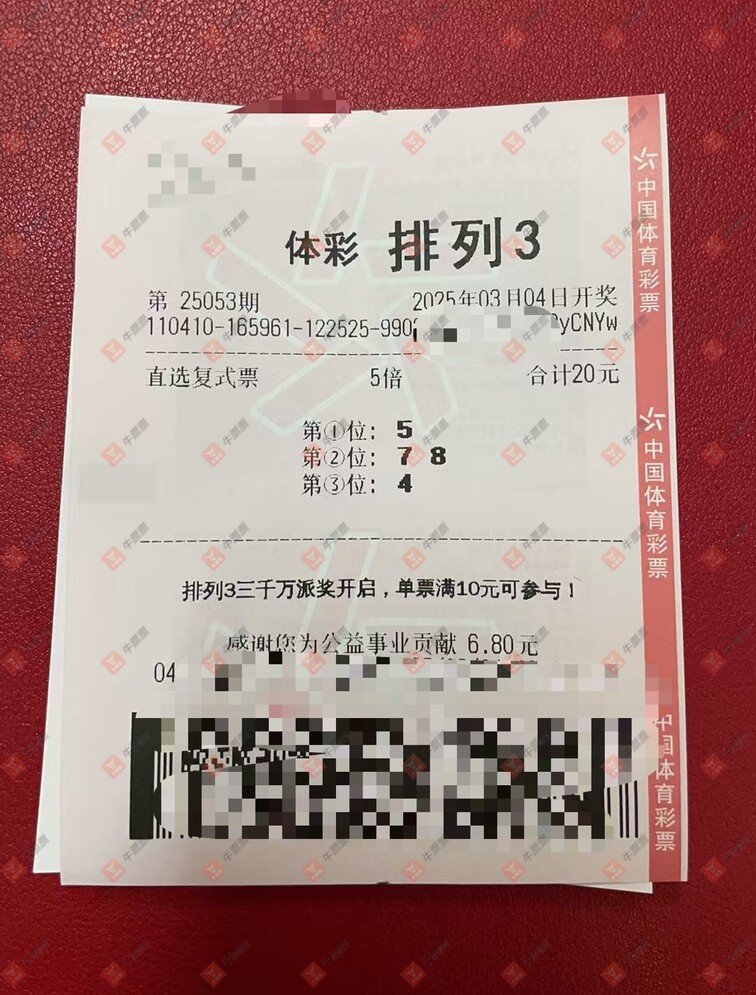 体彩 排列3
第 25053期 2025年03月04日开奖
110410-165961-122525-990 yCNYw
直选复式票 5倍 合计20元
第①位: 5
第②位: 7 8
第③位: 4
排列3三千万派奖开启，单票满10元可参与！
感谢您为公益事业贡献 6.80元
04
中国体育彩票
中国体育彩票
中国体育彩票
牛票票